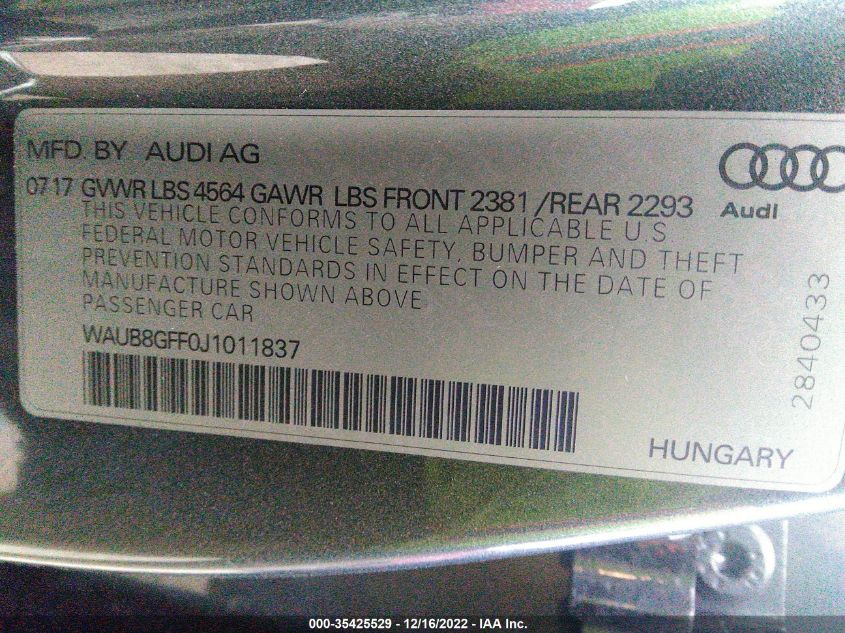 MFD. BY AUDI AG
07 17 GVWR LBS 4564 GAWR LBS FRONT 2381 /REAR 2293
Audi
THIS VEHICLE CONFORMS TO ALL APPLICABLE U.S.
FEDERAL MOTOR VEHICLE SAFETY, BUMPER AND THEFT
PREVENTION STANDARDS IN EFFECT ON THE DATE OF
MANUFACTURE SHOWN ABOVE
PASSENGER CAR
WAUB8GFF0J1011837
2840433
HUNGARY
000-35425529 - 12/16/2022 - IAA Inc.